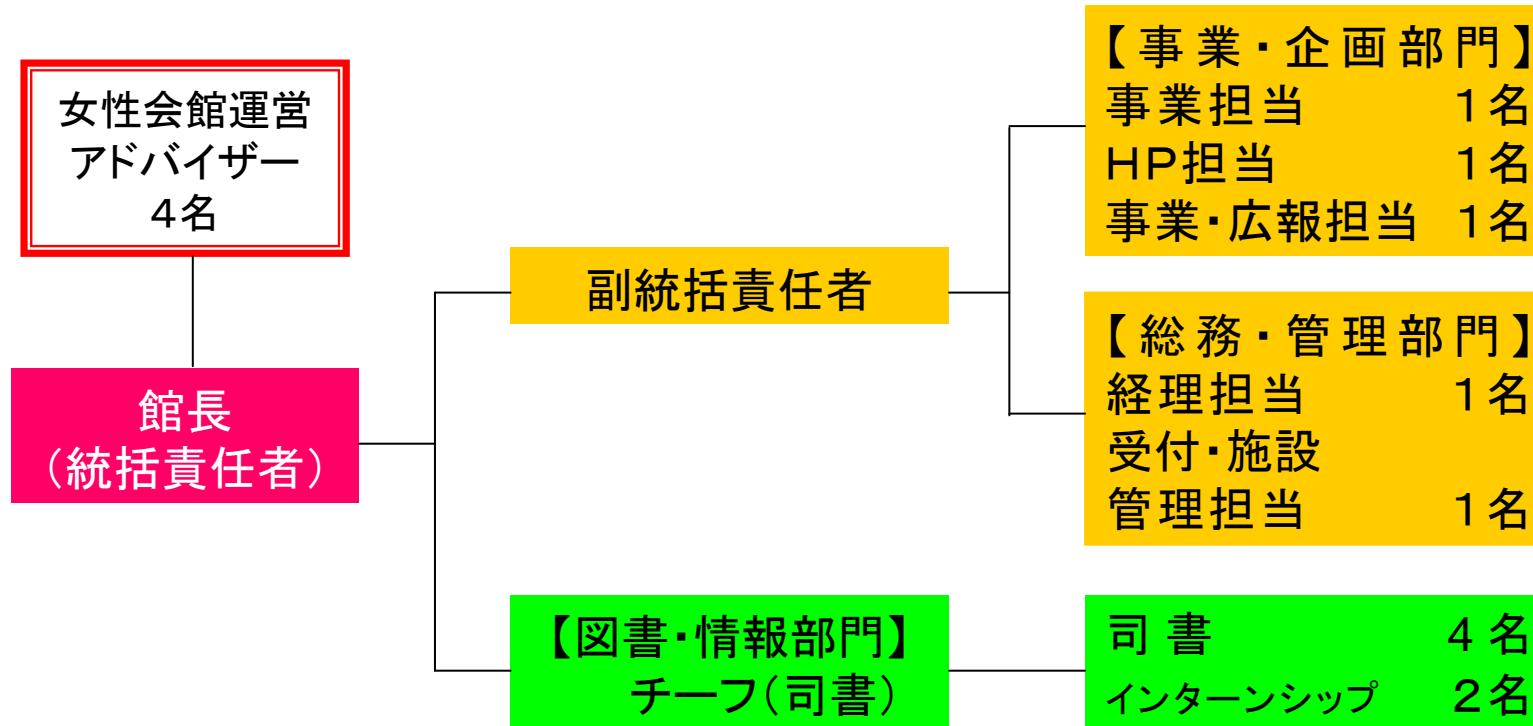 女性会館運営
アドバイザー
４名
館長
（統括責任者）
副統括責任者
【図書・情報部門】
チーフ（司書）
【事業・企画部門】
事業担当　１名
ＨＰ担当　１名
事業・広報担当　１名
【総務・管理部門】
経理担当　１名
受付・施設
管理担当　１名
司書　４名
インターンシップ　２名